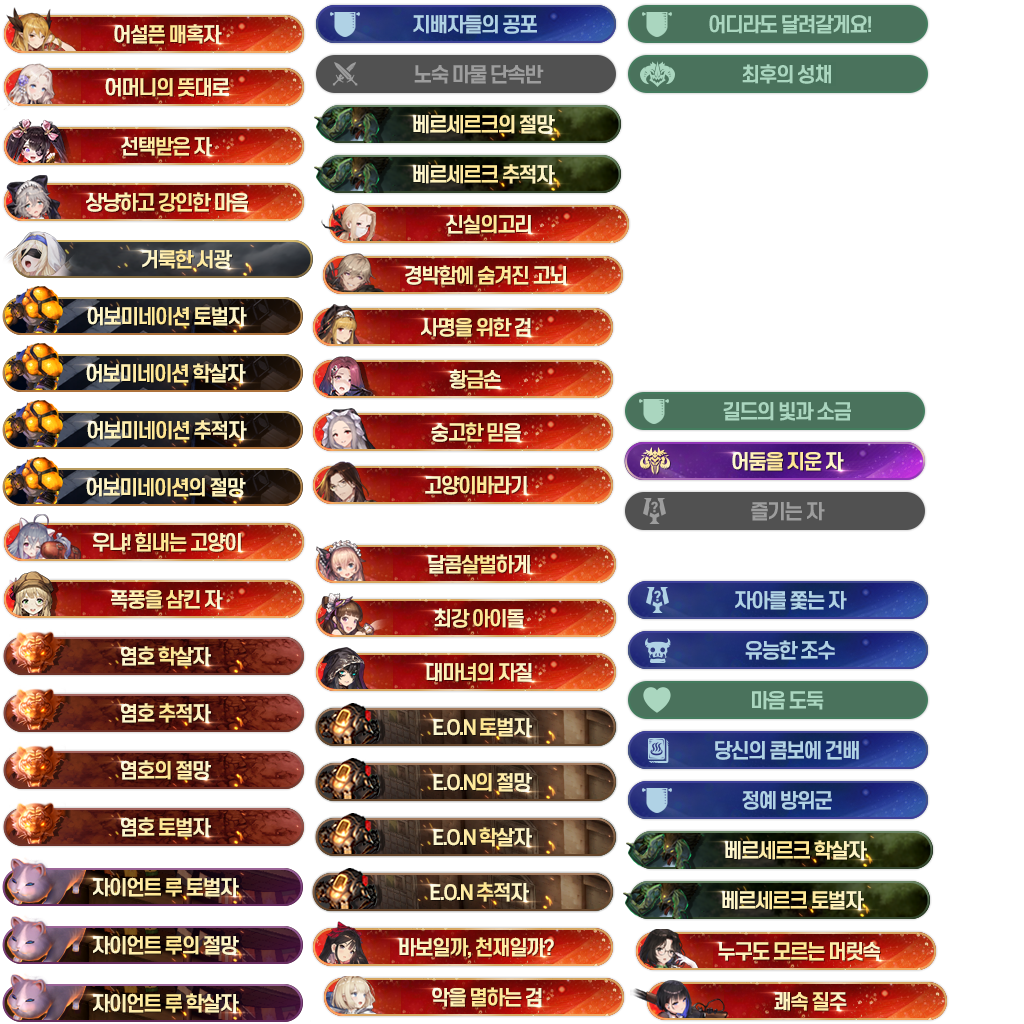 어설픈 매혹자
어머니의 뜻대로
선택받은 자
상냥하고 강인한 마음
거룩한 서광
어보미네이션 토벌자
어보미네이션 학살자
어보미네이션 추적자
어보미네이션의 절망
우냐! 힘내는 고양이
폭풍을 삼킨 자
염호 학살자
염호 추적자
염호의 절망
염호 토벌자
자이언트 루 토벌자
자이언트 루의 절망
자이언트 루 학살자
지배자들의 공포
노숙 마물 단속반
베르세르크의 절망
베르세르크 추적자
신실의고리
경박함에 숨겨진 고뇌
사명을 위한 검
황금손
숭고한 믿음
고양이바라기
달콤살벌하게
최강 아이돌
대마녀의 자질
E.O.N 토벌자
E.O.N의 절망
E.O.N 학살자
E.O.N 추적자
바보일까, 천재일까?
악을 멸하는 검
어디라도 달려갈게요!
최후의 성채
길드의 빛과 소금
어둠을 지운 자
즐기는 자
자아를 쫓는 자
유능한 조수
마음 도둑
당신의 콤보에 건배
정예 방위군
베르세르크 학살자
베르세르크 토벌자
누구도 모르는 머릿속
쾌속 질주